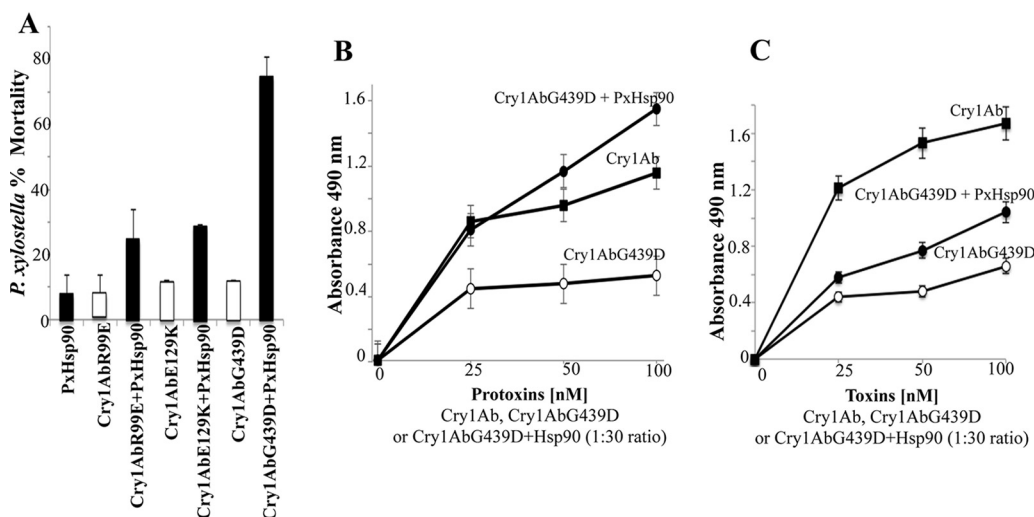 A
P. xylostella % Mortality
80
60
40
20
0
PxHsp90
Cry1AbR99E
Cry1AbR99E+PxHsp90
Cry1AbE129K
Cry1AbE129K+PxHsp90
Cry1AbG439D
Cry1AbG439D+PxHsp90
B
Absorbance 490 nm
1.6
1.2
0.8
0.4
0
Cry1AbG439D + PxHsp90
Cry1Ab
Cry1AbG439D
0
25
50
100
Protoxins [nM]
Cry1Ab, Cry1AbG439D
or Cry1AbG439D+Hsp90 (1:30 ratio)
C
Absorbance 490 nm
1.6
1.2
0.8
0.4
0
Cry1Ab
Cry1AbG439D + PxHsp90
Cry1AbG439D
0
25
50
100
Toxins [nM]
Cry1Ab, Cry1AbG439D
or Cry1AbG439D+Hsp90 (1:30 ratio)